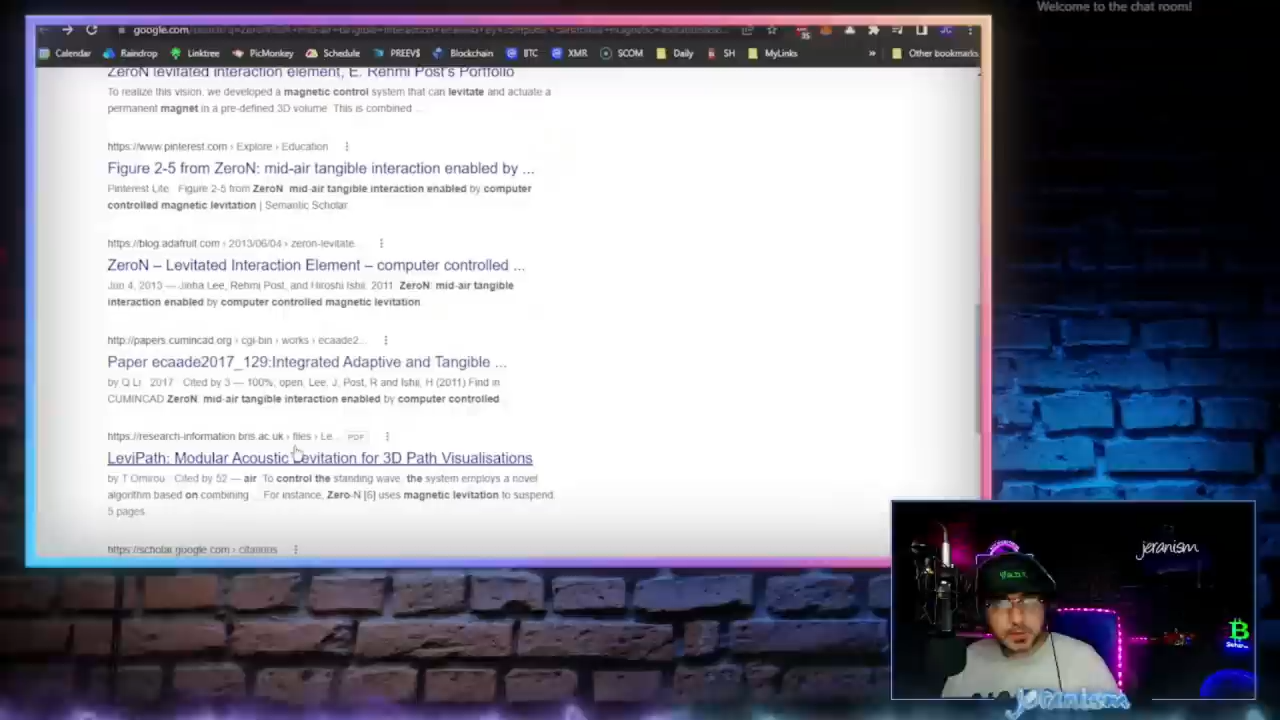 Welcome to the chat room!
Calendar Raindrop Linktree PicMonkey Schedule PREEV$ Blockchain BTC XMR SCOM Daily SH MyLinks » Other bookmarks
ZeroN levitated interaction element, E. Rehmi Post's Portfolio
To realize this vision, we developed a magnetic control system that can levitate and actuate a
permanent magnet in a pre-defined 3D volume. This is combined ...
https://www.pinterest.com › Explore › Education
Figure 2-5 from ZeroN: mid-air tangible interaction enabled by ...
Pinterest Lite. Figure 2-5 from ZeroN mid-air tangible interaction enabled by computer
controlled magnetic levitation | Semantic Scholar
https://blog.adafruit.com › 2013/06/04 › zeron-levitate...
ZeroN – Levitated Interaction Element – computer controlled ...
Jun 4, 2013 — Jinha Lee, Rehmi Post, and Hiroshi Ishii. 2011. ZeroN: mid-air tangible
interaction enabled by computer controlled magnetic levitation
http://papers.cumincad.org › cgi-bin › works › ecaade2...
Paper ecaade2017_129:Integrated Adaptive and Tangible ...
by Q Li · 2017 · Cited by 3 — 100%, open, Lee, J, Post, R and Ishii, H (2011) Find in
CUMINCAD ZeroN: mid-air tangible interaction enabled by computer controlled
https://research-information.bris.ac.uk › files › Le... PDF
LeviPath: Modular Acoustic Levitation for 3D Path Visualisations
by T Omirou · Cited by 52 — air. To control the standing wave, the system employs a novel
algorithm based on combining ... For instance, Zero-N [6] uses magnetic levitation to suspend.
5 pages
https://scholar.google.com › citations
jeranism
jeranism